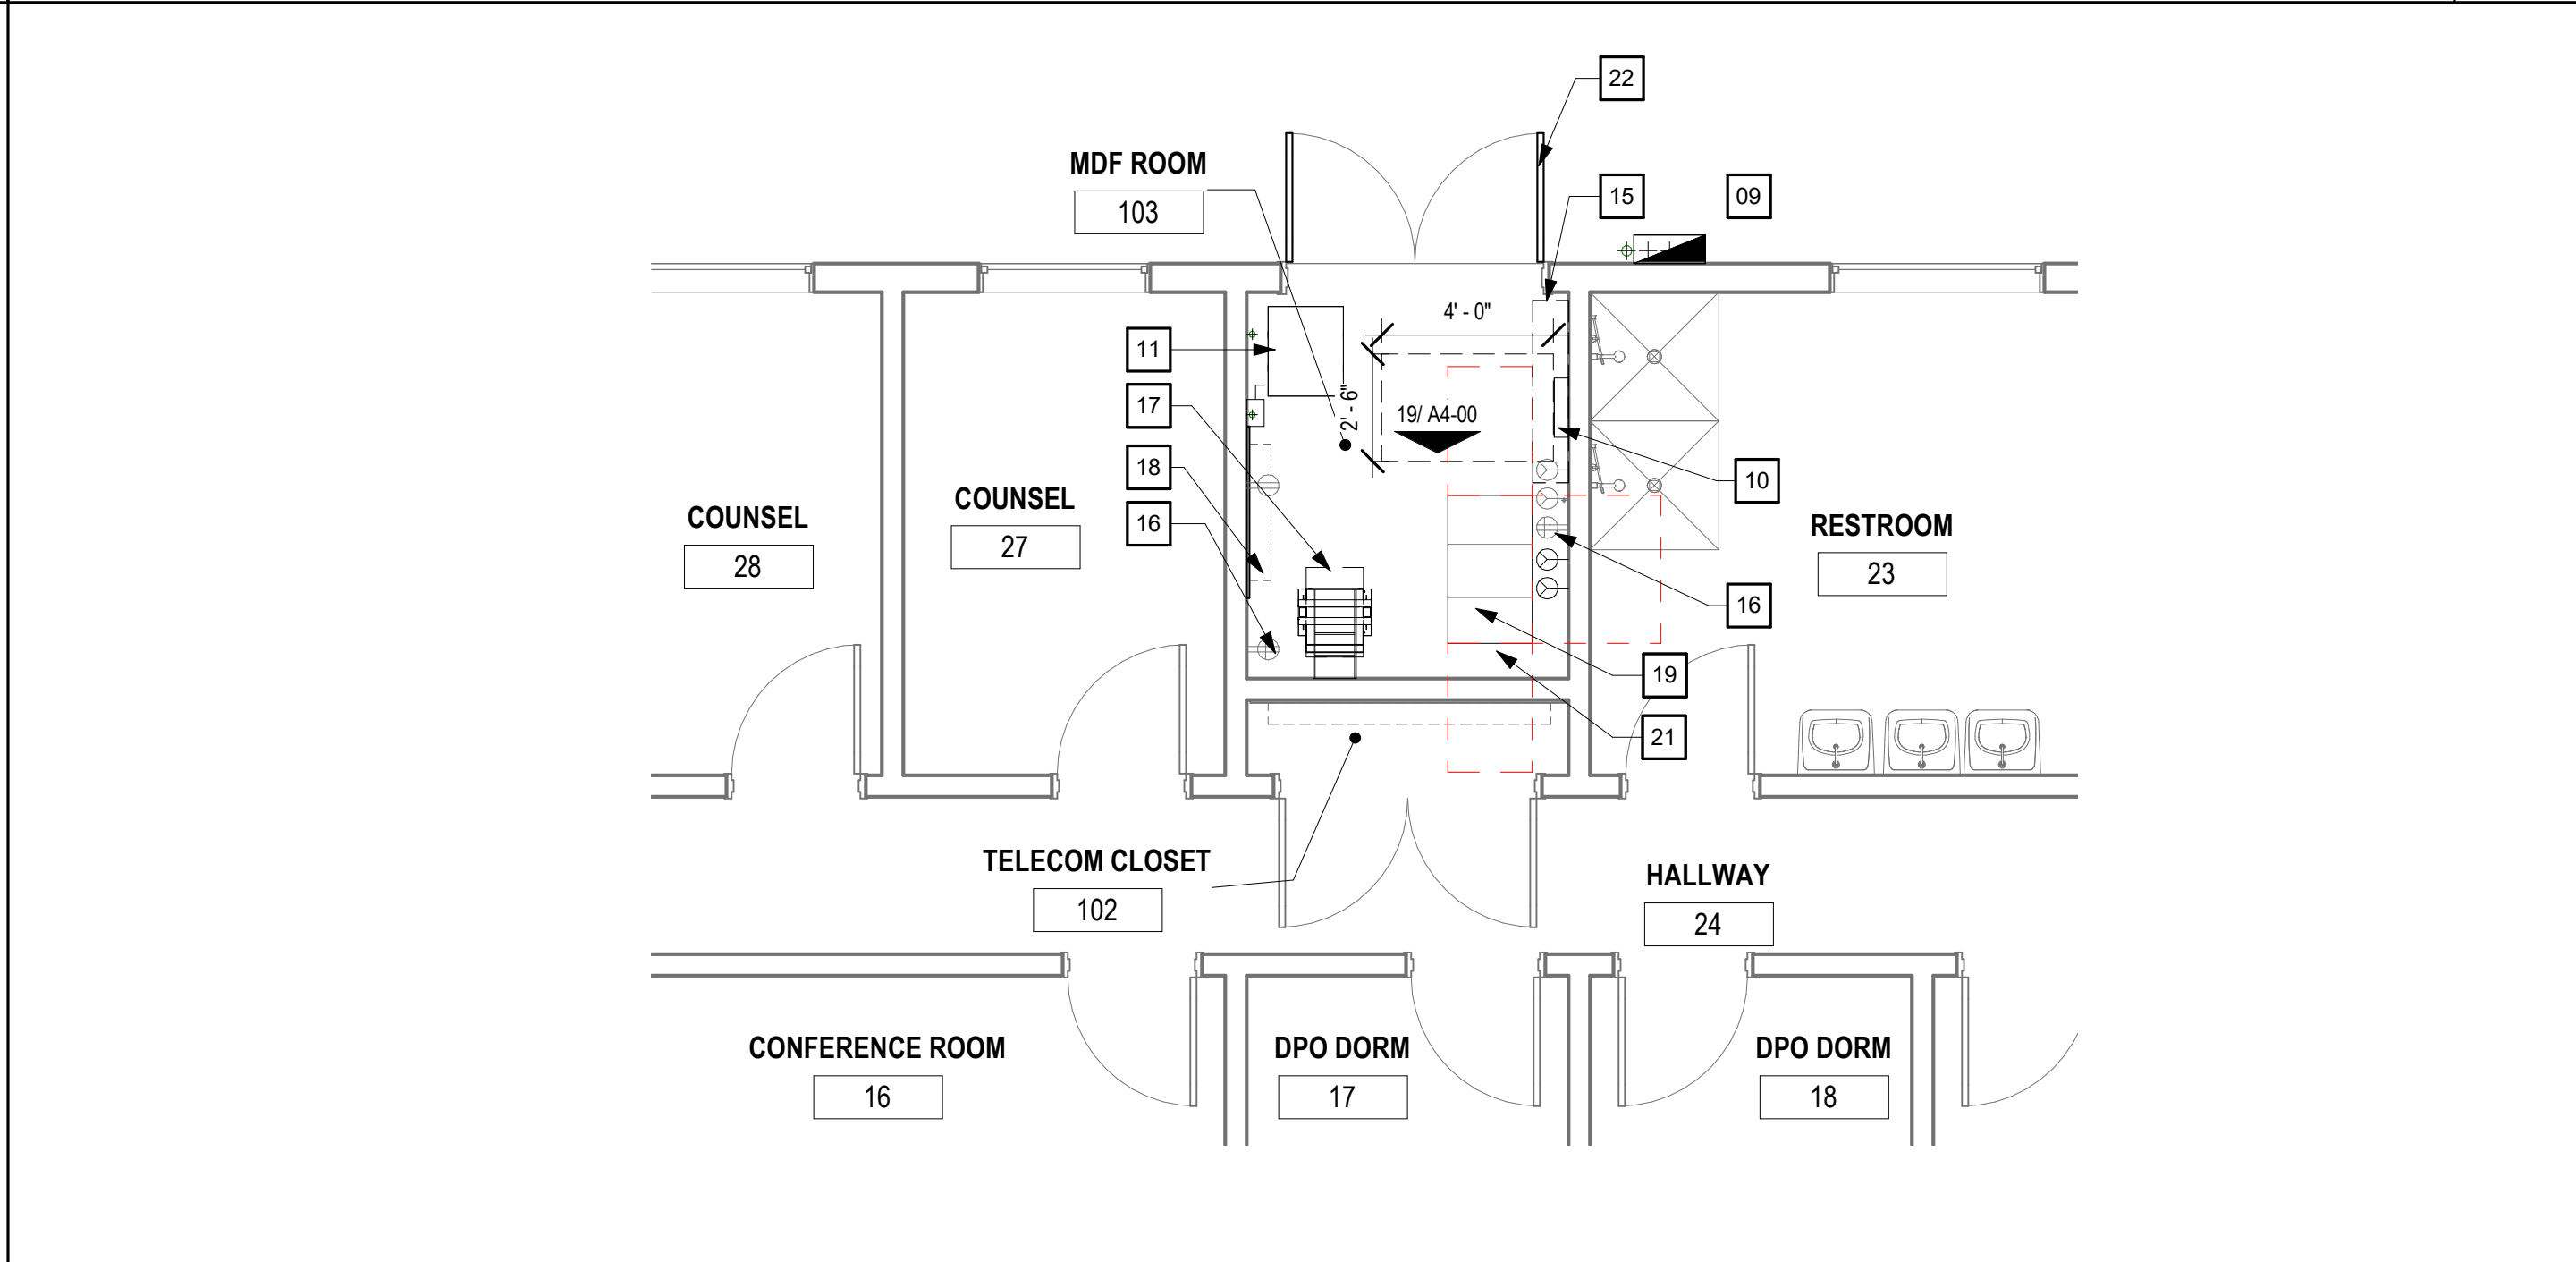 22
MDF ROOM
103
15
09
4' - 0"
11
2' - 6"
17
19/ A4-00
18
10
16
COUNSEL
28
COUNSEL
27
RESTROOM
23
16
19
21
TELECOM CLOSET
102
HALLWAY
24
CONFERENCE ROOM
16
DPO DORM
17
DPO DORM
18